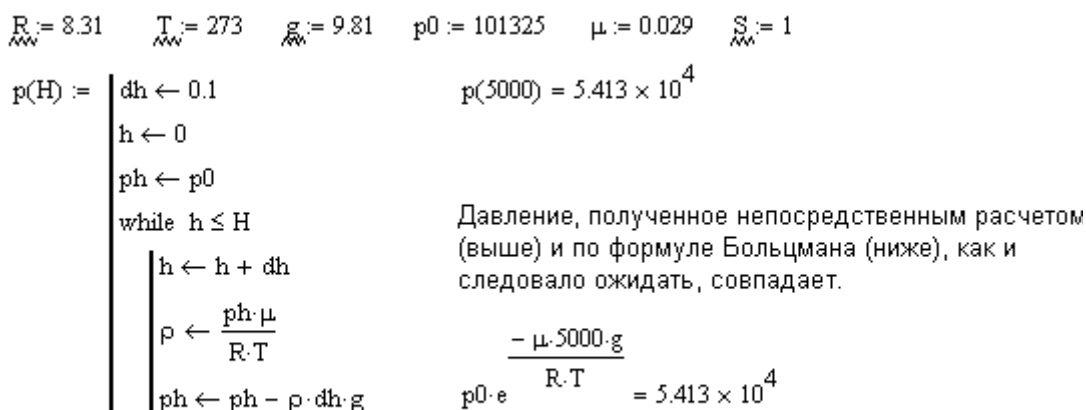 R := 8.31 T := 273 g := 9.81 p0 := 101325 μ := 0.029 S := 1
p(H) := dh ← 0.1
h ← 0
ph ← p0
while h ≤ H
h ← h + dh
ρ ← ph·μ / R·T
ph ← ph − ρ·dh·g
p(5000) = 5.413 × 10^4
Давление, полученное непосредственным расчетом
(выше) и по формуле Больцмана (ниже), как и
следовало ожидать, совпадает.
p0·e^(− μ·5000·g / R·T) = 5.413 × 10^4